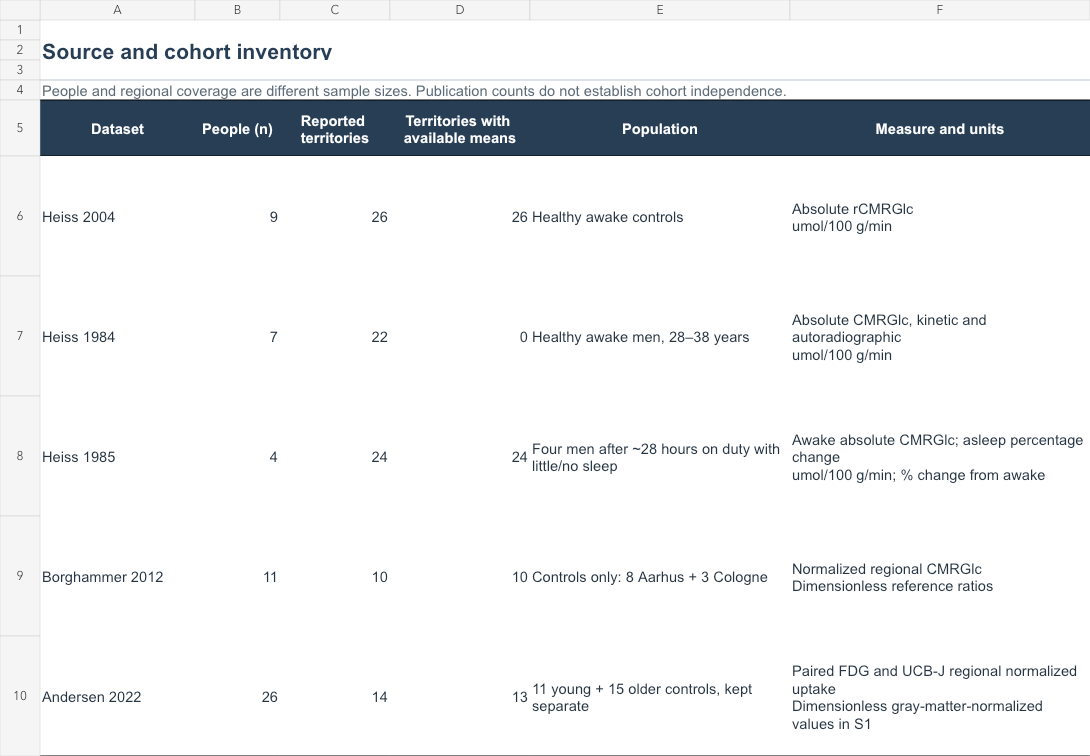 A B C D E F
1
2 Source and cohort inventory
3
4 People and regional coverage are different sample sizes. Publication counts do not establish cohort independence.
5 Dataset People (n) Reported territories Territories with available means Population Measure and units
6 Heiss 2004 9 26 26 Healthy awake controls Absolute rCMRGlc
umol/100 g/min
7 Heiss 1984 7 22 0 Healthy awake men, 28–38 years Absolute CMRGlc, kinetic and
autoradiographic
umol/100 g/min
8 Heiss 1985 4 24 24 Four men after ~28 hours on duty with
little/no sleep
Awake absolute CMRGlc; asleep percentage
change
umol/100 g/min; % change from awake
9 Borghammer 2012 11 10 10 Controls only: 8 Aarhus + 3 Cologne Normalized regional CMRGlc
Dimensionless reference ratios
10 Andersen 2022 26 14 13 11 young + 15 older controls, kept
separate
Paired FDG and UCB-J regional normalized
uptake
Dimensionless gray-matter-normalized
values in S1